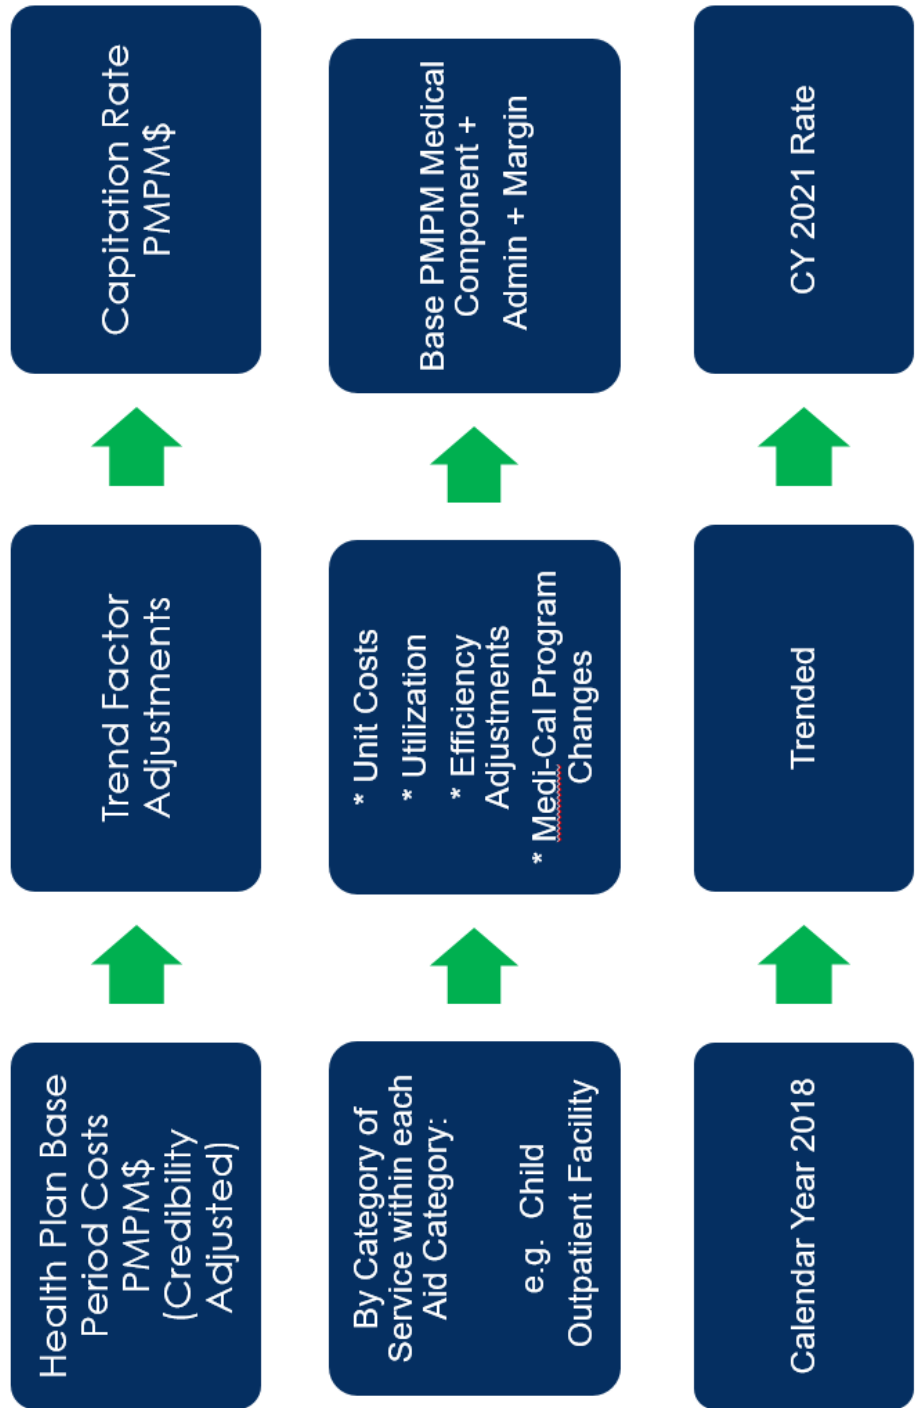 Health Plan Base
Period Costs
PMPM$
(Credibility
Adjusted)
Trend Factor
Adjustments
Capitation Rate
PMPM$
By Category of
Service within each
Aid Category:
e.g. Child
Outpatient Facility
* Unit Costs
* Utilization
* Efficiency
Adjustments
* Medi-Cal Program
Changes
Base PMPM Medical
Component +
Admin + Margin
Calendar Year 2018
Trended
CY 2021 Rate